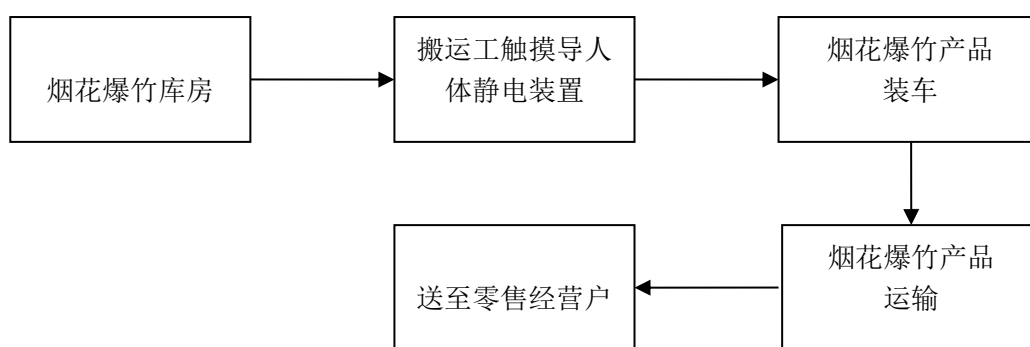 烟花爆竹库房
搬运工触摸导人
体静电装置
烟花爆竹产品
装车
烟花爆竹产品
运输
送至零售经营户